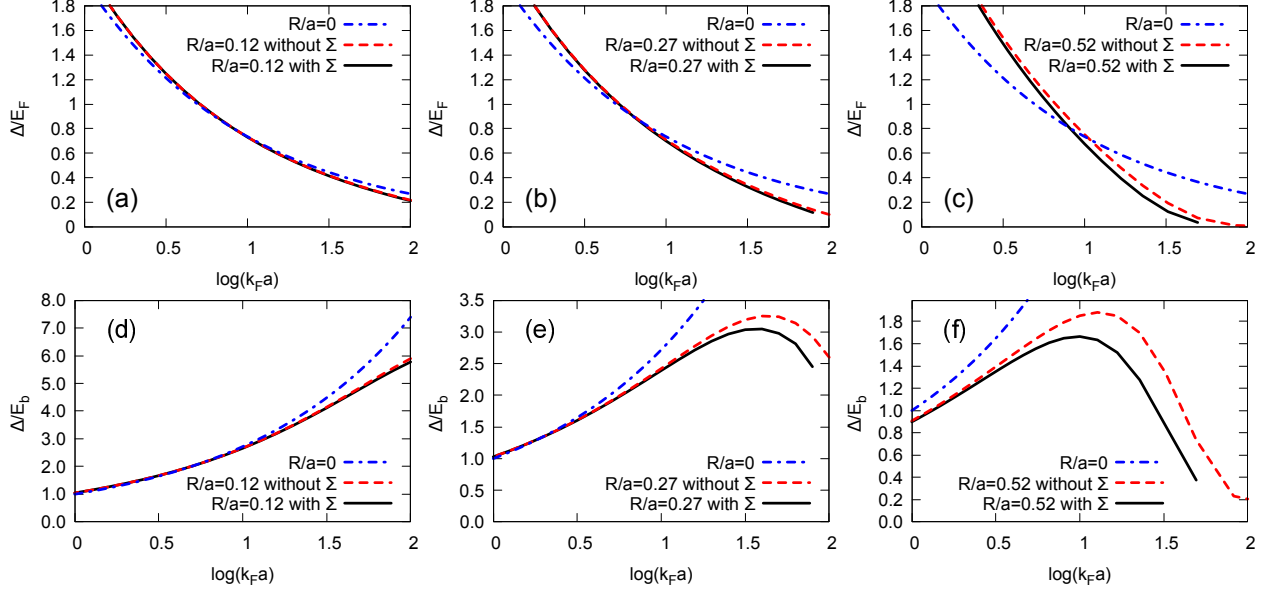 1.8
1.6
1.4
1.2
1
0.8
0.6
0.4
0.2
0
Δ/E_F
R/a=0
R/a=0.12 without Σ
R/a=0.12 with Σ
(a)
0 0.5 1 1.5 2
log(k_F a)
1.8
1.6
1.4
1.2
1
0.8
0.6
0.4
0.2
0
Δ/E_F
R/a=0
R/a=0.27 without Σ
R/a=0.27 with Σ
(b)
0 0.5 1 1.5 2
log(k_F a)
1.8
1.6
1.4
1.2
1
0.8
0.6
0.4
0.2
0
Δ/E_F
R/a=0
R/a=0.52 without Σ
R/a=0.52 with Σ
(c)
0 0.5 1 1.5 2
log(k_F a)
8.0
7.0
6.0
5.0
4.0
3.0
2.0
1.0
0.0
Δ/E_b
(d)
R/a=0
R/a=0.12 without Σ
R/a=0.12 with Σ
0 0.5 1 1.5 2
log(k_F a)
3.5
3.0
2.5
2.0
1.5
1.0
0.5
0.0
Δ/E_b
(e)
R/a=0
R/a=0.27 without Σ
R/a=0.27 with Σ
0 0.5 1 1.5 2
log(k_F a)
1.8
1.6
1.4
1.2
1.0
0.8
0.6
0.4
0.2
0.0
Δ/E_b
(f)
R/a=0
R/a=0.52 without Σ
R/a=0.52 with Σ
0 0.5 1 1.5 2
log(k_F a)